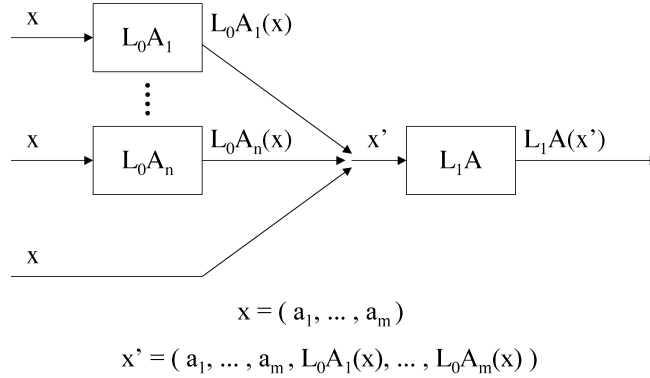 x
L₀A₁
L₀A₁(x)
x
L₀Aₙ
L₀Aₙ(x)
x'
L₁A
L₁A(x')
x
x = ( a₁, ... , aₘ)
x' = ( a₁, ... , aₘ , L₀A₁(x), ... , L₀Aₘ(x) )